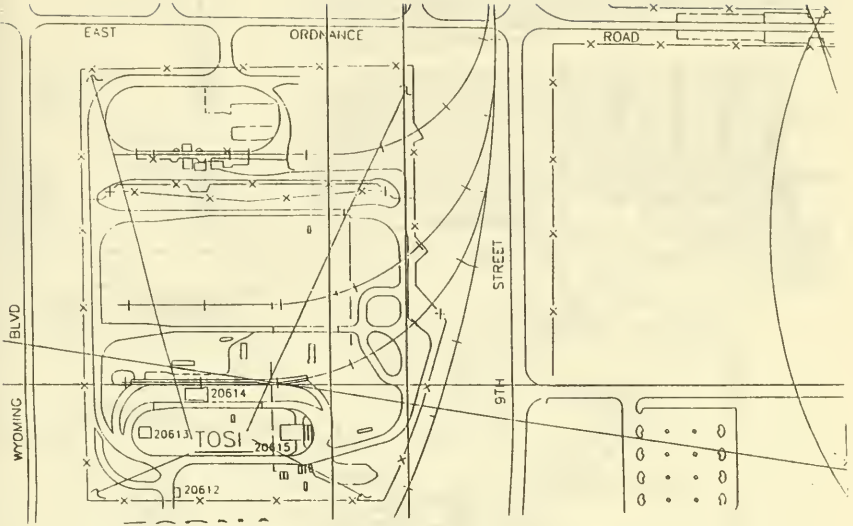 EAST ORDNANCE ROAD
WYOMING BLVD
9TH STREET
20614
20613
TOSI
20615
20612